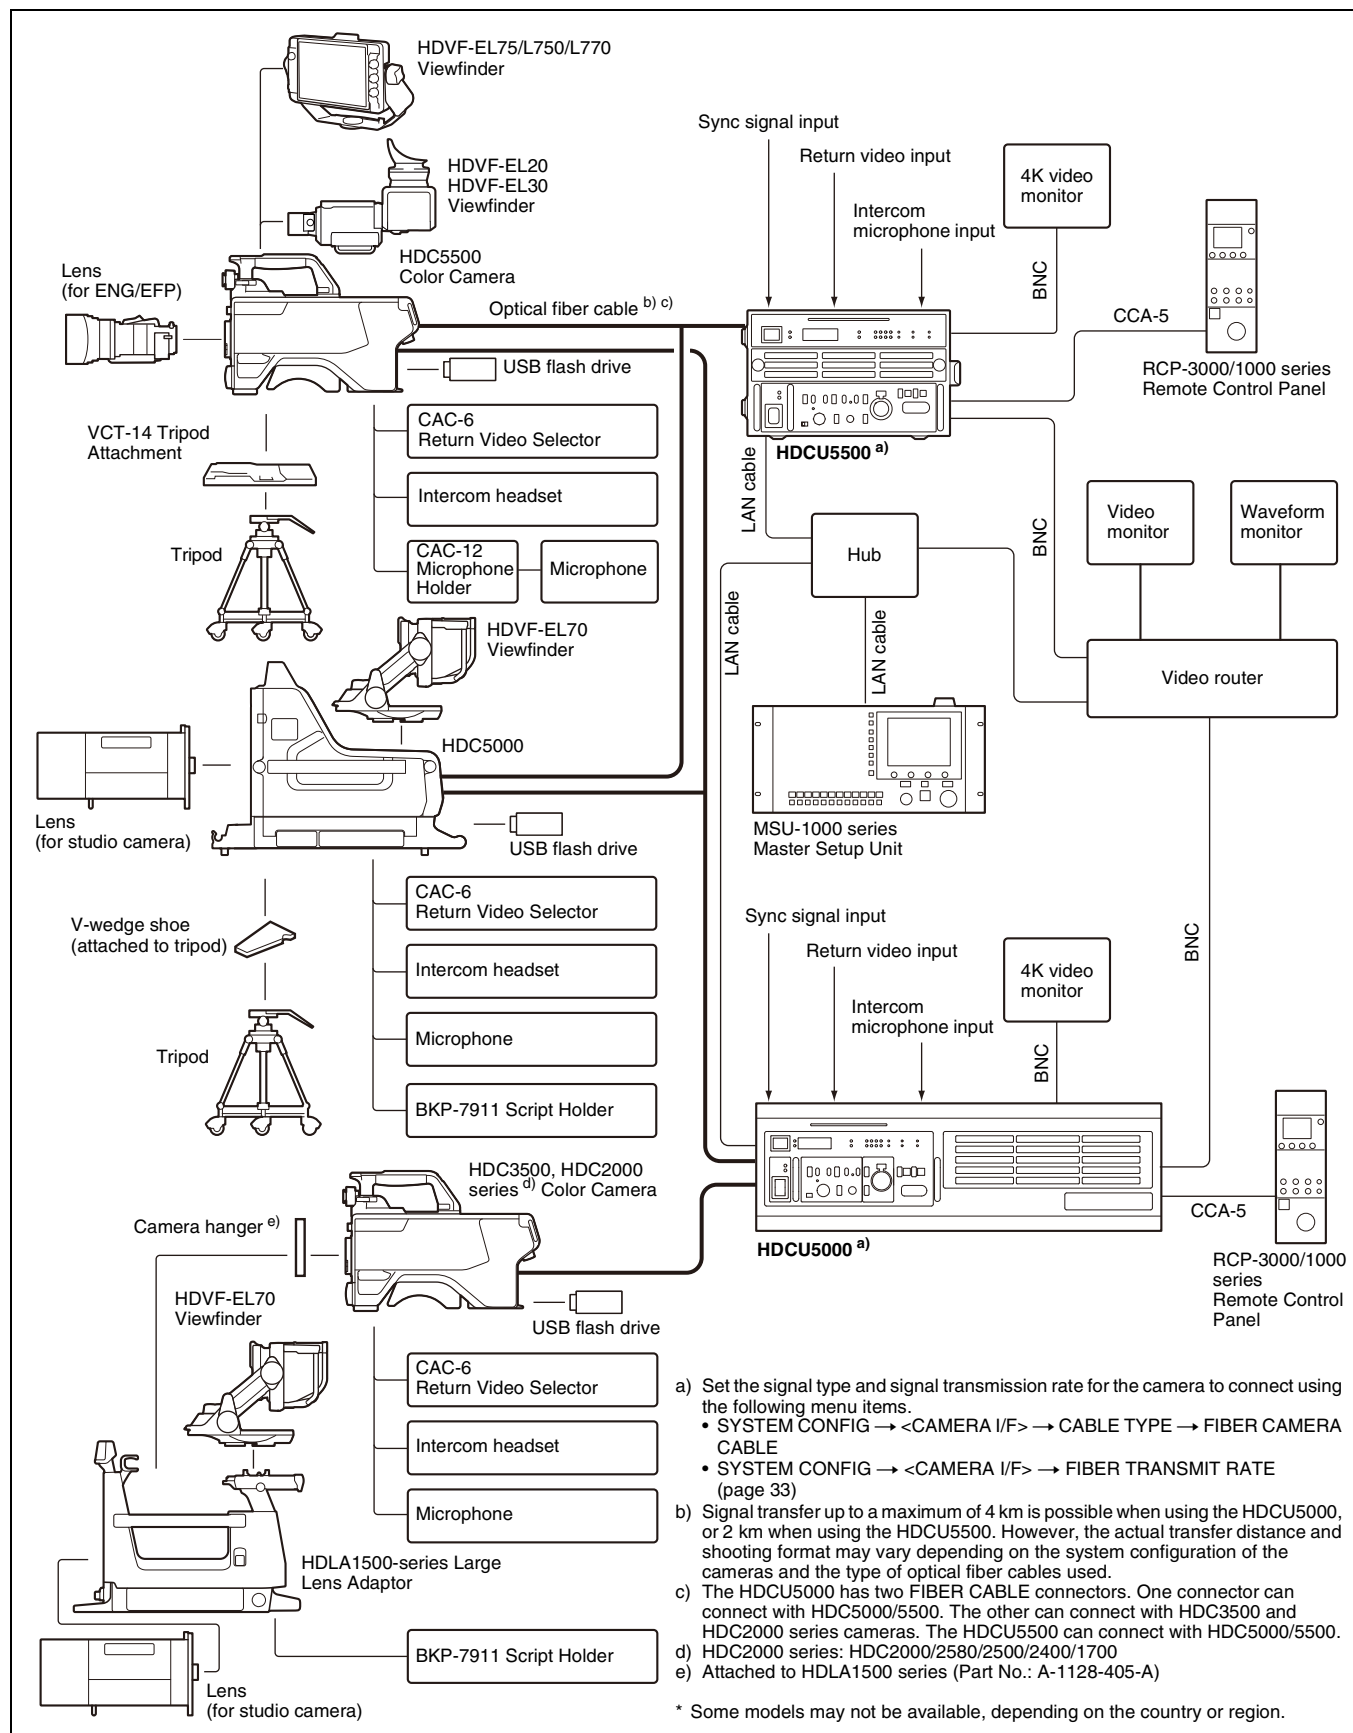 HDVF-EL75/L750/L770
Viewfinder
HDVF-EL20
HDVF-EL30
Viewfinder
HDC5500
Color Camera
Lens
(for ENG/EFP)
Optical fiber cable b) c)
USB flash drive
CAC-6
Return Video Selector
Intercom headset
CAC-12
Microphone
Holder
Microphone
VCT-14 Tripod
Attachment
Tripod
Sync signal input
Return video input
Intercom
microphone input
4K video
monitor
BNC
CCA-5
RCP-3000/1000 series
Remote Control Panel
HDCU5500 a)
LAN cable
Hub
BNC
Video
monitor
Waveform
monitor
LAN cable
LAN cable
Video router
MSU-1000 series
Master Setup Unit
HDVF-EL70
Viewfinder
HDC5000
Lens
(for studio camera)
USB flash drive
CAC-6
Return Video Selector
Intercom headset
Microphone
BKP-7911 Script Holder
V-wedge shoe
(attached to tripod)
Tripod
Sync signal input
Return video input
Intercom
microphone input
4K video
monitor
BNC
BNC
HDCU5000 a)
CCA-5
RCP-3000/1000
series
Remote Control
Panel
HDC3500, HDC2000
series d) Color Camera
Camera hanger e)
HDVF-EL70
Viewfinder
USB flash drive
CAC-6
Return Video Selector
Intercom headset
Microphone
HDLA1500-series Large
Lens Adaptor
BKP-7911 Script Holder
Lens
(for studio camera)
a) Set the signal type and signal transmission rate for the camera to connect using
the following menu items.
• SYSTEM CONFIG → <CAMERA I/F> → CABLE TYPE → FIBER CAMERA
CABLE
• SYSTEM CONFIG → <CAMERA I/F> → FIBER TRANSMIT RATE
(page 33)
b) Signal transfer up to a maximum of 4 km is possible when using the HDCU5000,
or 2 km when using the HDCU5500. However, the actual transfer distance and
shooting format may vary depending on the system configuration of the
cameras and the type of optical fiber cables used.
c) The HDCU5000 has two FIBER CABLE connectors. One connector can
connect with HDC5000/5500. The other can connect with HDC3500 and
HDC2000 series cameras. The HDCU5500 can connect with HDC5000/5500.
d) HDC2000 series: HDC2000/2580/2500/2400/1700
e) Attached to HDLA1500 series (Part No.: A-1128-405-A)
* Some models may not be available, depending on the country or region.